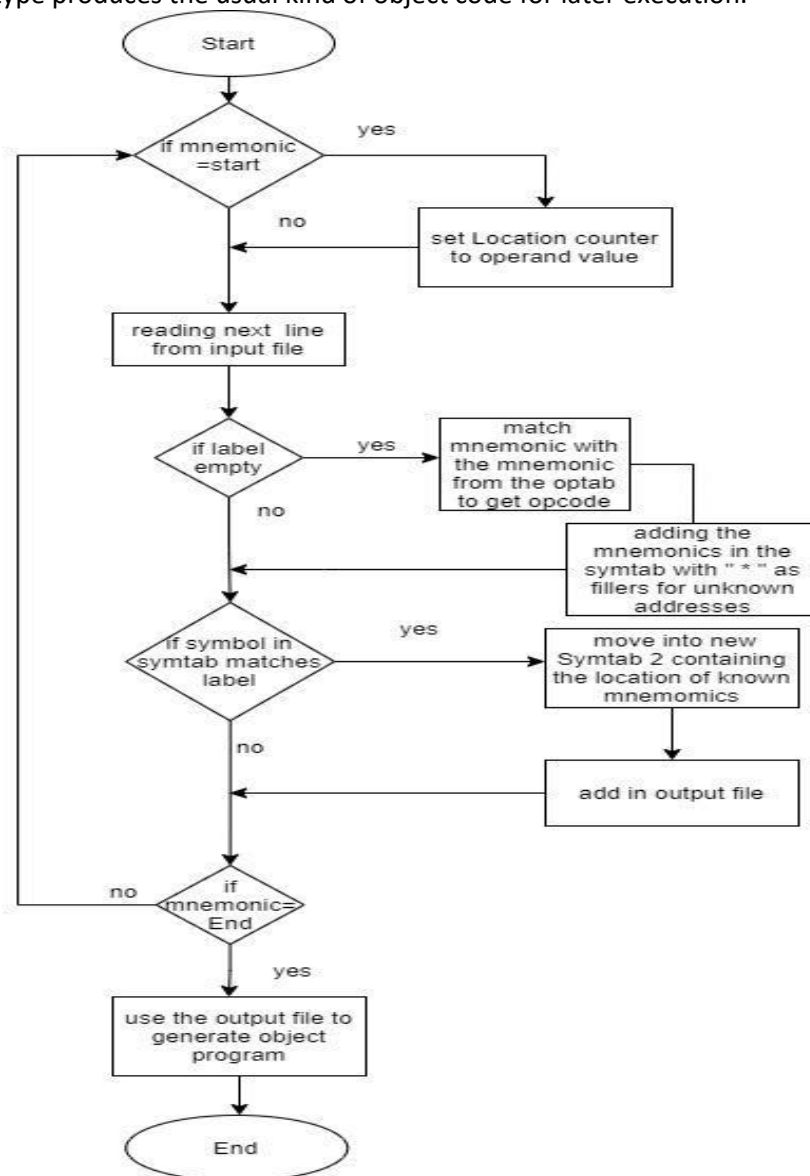 type produces the usual kind of object code for later execution.
Start
if mnemonic
=start
yes
no
set Location counter
to operand value
reading next line
from input file
if label
empty
yes
no
match
mnemonic with
the mnemonic
from the optab
to get opcode
adding the
mnemonics in the
symtab with " * " as
fillers for unknown
addresses
if symbol in
symtab matches
label
yes
no
move into new
Symtab 2 containing
the location of known
mnemomics
add in output file
if
mnemonic=
End
no
yes
use the output file to
generate object
program
End